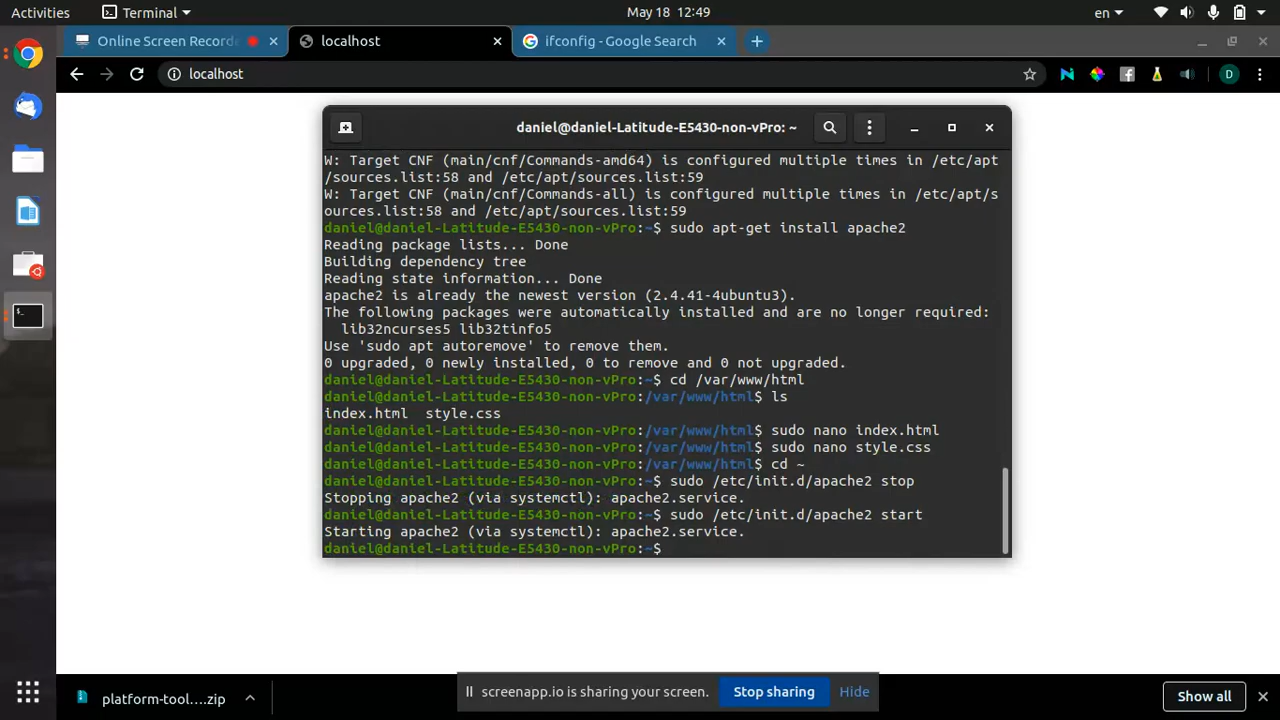 Activities Terminal May 18 12:49 en
Online Screen Recorde localhost ifconfig - Google Search
localhost D
daniel@daniel-Latitude-E5430-non-vPro: ~
W: Target CNF (main/cnf/Commands-amd64) is configured multiple times in /etc/apt
/sources.list:58 and /etc/apt/sources.list:59
W: Target CNF (main/cnf/Commands-all) is configured multiple times in /etc/apt/s
ources.list:58 and /etc/apt/sources.list:59
daniel@daniel-Latitude-E5430-non-vPro:~$ sudo apt-get install apache2
Reading package lists... Done
Building dependency tree
Reading state information... Done
apache2 is already the newest version (2.4.41-4ubuntu3).
The following packages were automatically installed and are no longer required:
lib32ncurses5 lib32tinfo5
Use 'sudo apt autoremove' to remove them.
0 upgraded, 0 newly installed, 0 to remove and 0 not upgraded.
daniel@daniel-Latitude-E5430-non-vPro:~$ cd /var/www/html
daniel@daniel-Latitude-E5430-non-vPro:/var/www/html$ ls
index.html style.css
daniel@daniel-Latitude-E5430-non-vPro:/var/www/html$ sudo nano index.html
daniel@daniel-Latitude-E5430-non-vPro:/var/www/html$ sudo nano style.css
daniel@daniel-Latitude-E5430-non-vPro:/var/www/html$ cd ~
daniel@daniel-Latitude-E5430-non-vPro:~$ sudo /etc/init.d/apache2 stop
Stopping apache2 (via systemctl): apache2.service.
daniel@daniel-Latitude-E5430-non-vPro:~$ sudo /etc/init.d/apache2 start
Starting apache2 (via systemctl): apache2.service.
daniel@daniel-Latitude-E5430-non-vPro:~$
platform-tool....zip screenapp.io is sharing your screen. Stop sharing Hide Show all